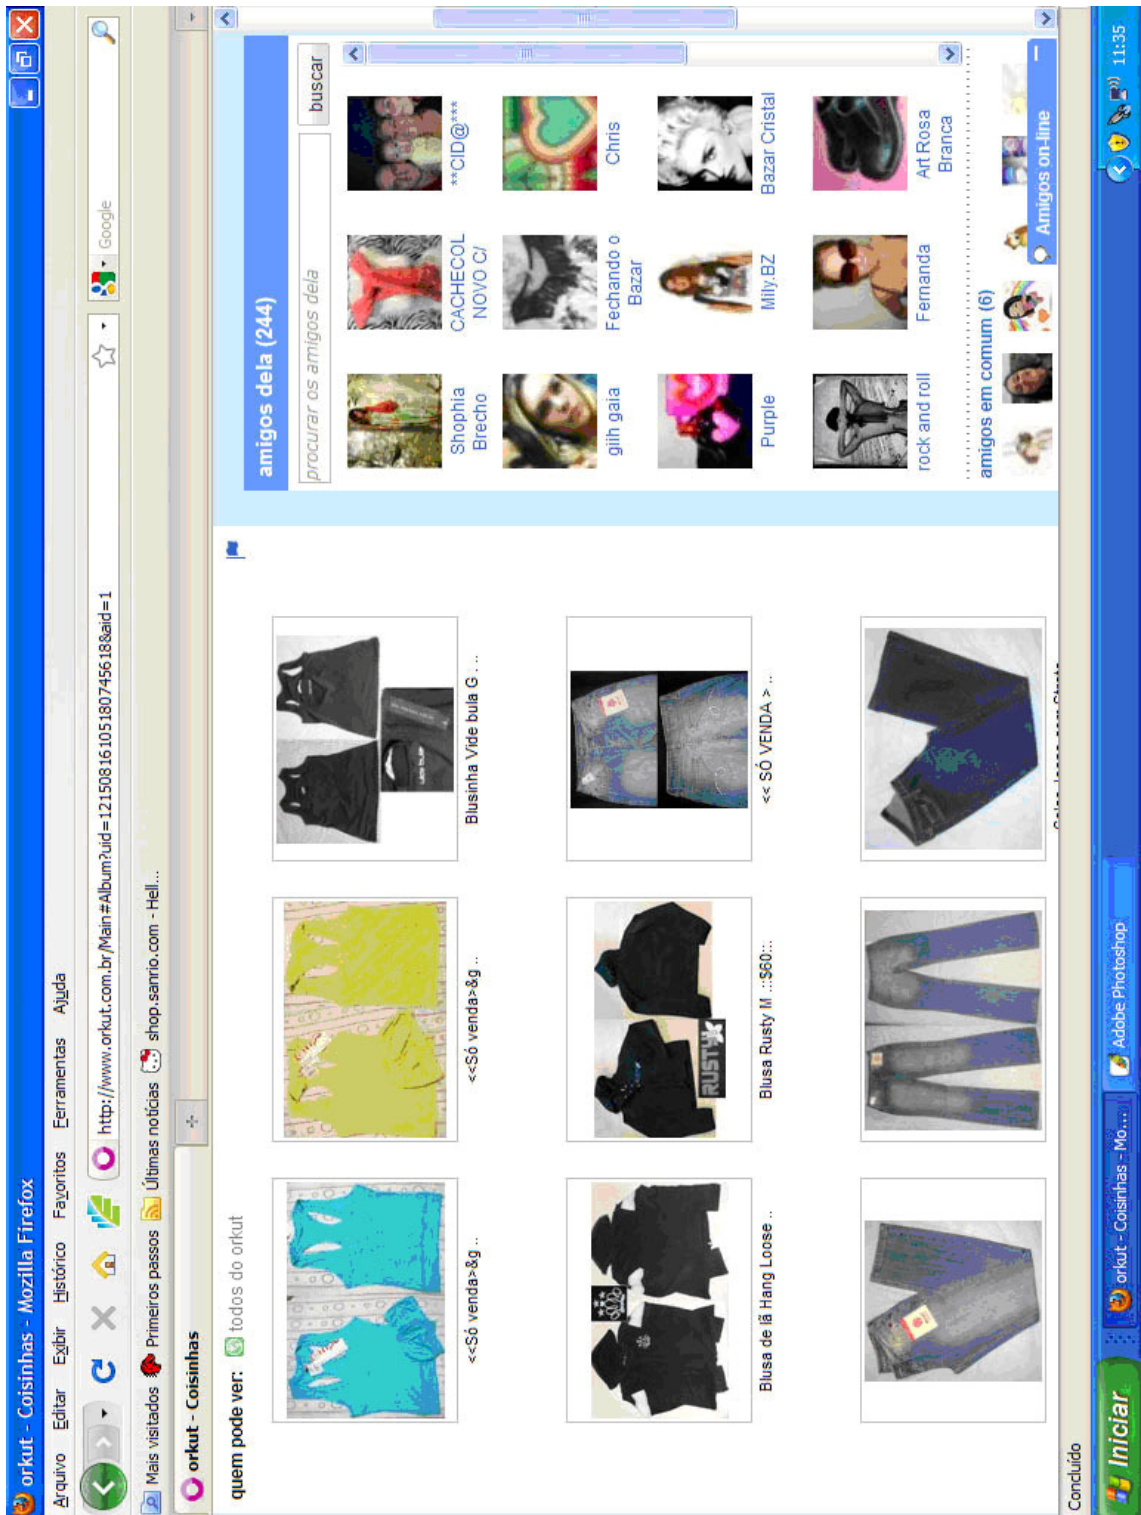 orkut - Coisinhas - Mozilla Firefox
Arquivo Editar Exibir Histórico Favoritos Ferramentas Ajuda
http://www.orkut.com.br/Main#Album?uid=12150816105180745618&aid=1
Google
Mais visitados Primeiros passos Últimas notícias shop.sanrio.com - Hell...
orkut - Coisinhas
quem pode ver: todos do orkut
<<Só venda>&g ..
<<Só venda>&g ..
Blusinha Vide bula G : ..
RUSTY
Blusa de lã Hang Loose ..
Blusa Rusty M .::$60::.
<< SÓ VENDA > ..
amigos dela (244)
procurar os amigos dela
buscar
Shophia Brecho
CACHECOL NOVO C/
**CID@***
giih gaia
Fechando o Bazar
Chris
Purple
Milly.BZ
Bazar Cristal
rock and roll
Fernanda
Art Rosa Branca
amigos em comum (6)
Amigos on-line
Concluído
Iniciar
orkut - Coisinhas - Mo...
Adobe Photoshop
11:35